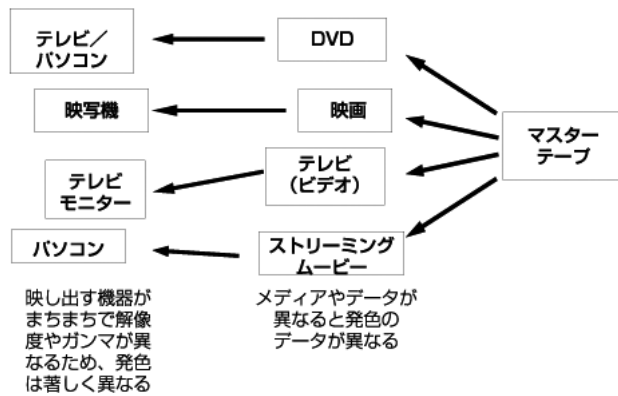 テレビ／
パソコン
DVD
映写機
映画
マスター
テープ
テレビ
モニター
テレビ
（ビデオ）
パソコン
ストリーミング
ムービー
映し出す機器が
まちまちで解像
度やガンマが異
なるため、発色
は著しく異なる
メディアやデータが
異なると発色の
データが異なる